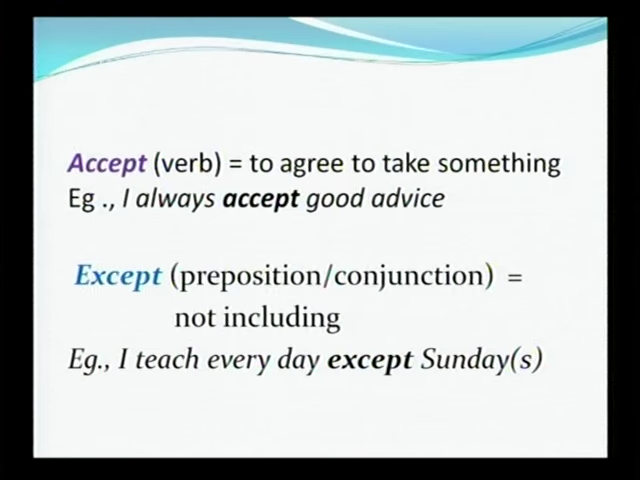 Accept (verb) = to agree to take something
Eg ., I always accept good advice
Except (preposition/conjunction) =
not including
Eg., I teach every day except Sunday(s)